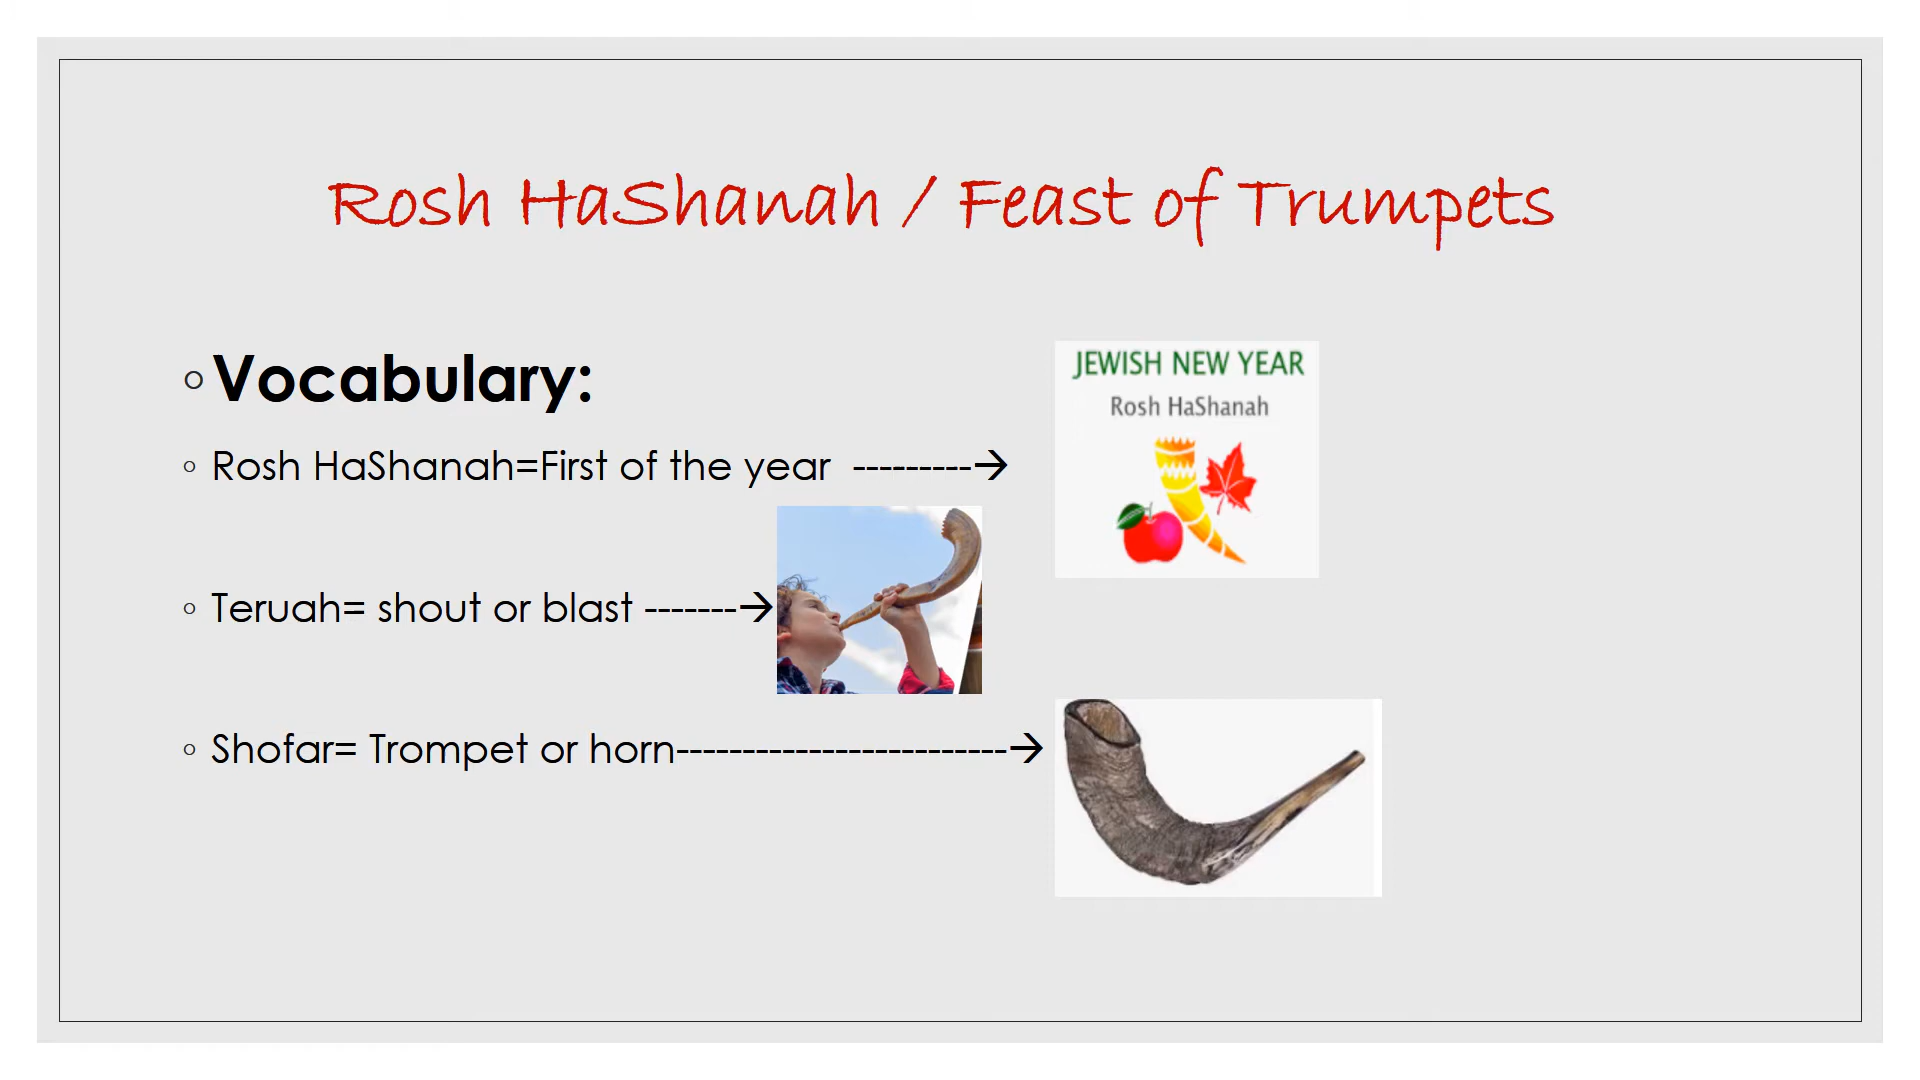 Rosh HaShanah / Feast of Trumpets
Vocabulary:
Rosh HaShanah=First of the year ---------→
JEWISH NEW YEAR
Rosh HaShanah
Teruah= shout or blast -------→
Shofar= Trompet or horn-------------------------→